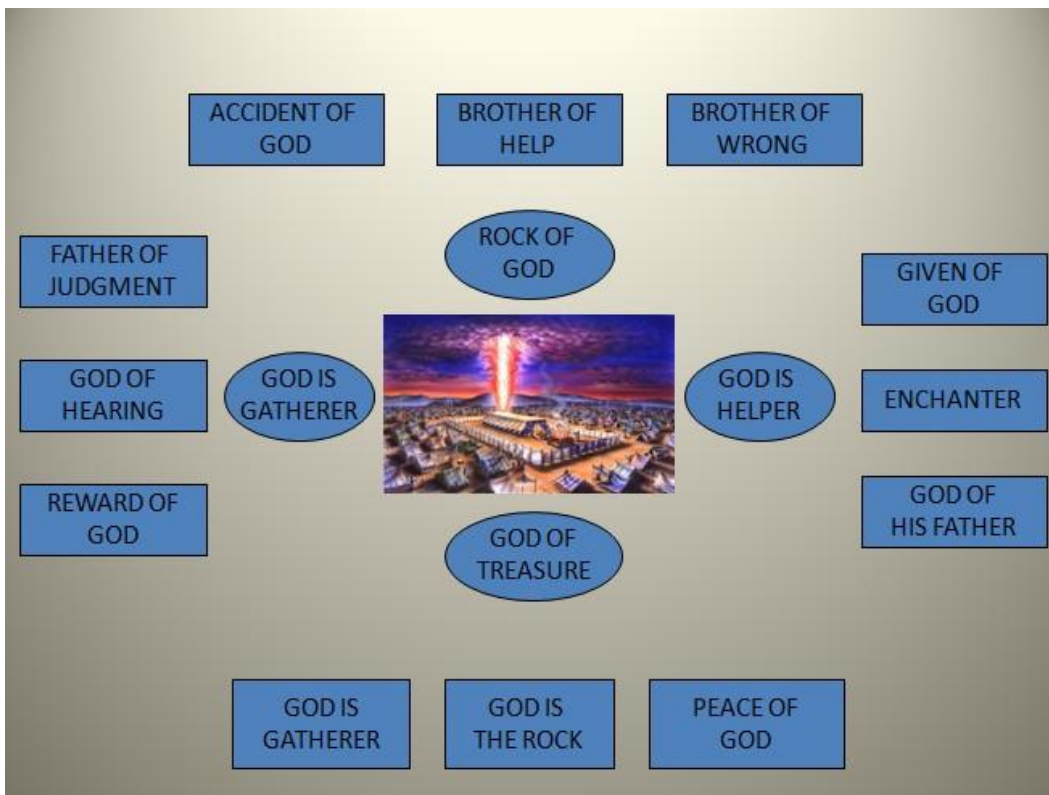 ACCIDENT OF
GOD
BROTHER OF
HELP
BROTHER OF
WRONG
ROCK OF
GOD
FATHER OF
JUDGMENT
GIVEN OF
GOD
GOD OF
HEARING
GOD IS
GATHERER
GOD IS
HELPER
ENCHANTER
REWARD OF
GOD
GOD OF
HIS FATHER
GOD OF
TREASURE
GOD IS
GATHERER
GOD IS
THE ROCK
PEACE OF
GOD